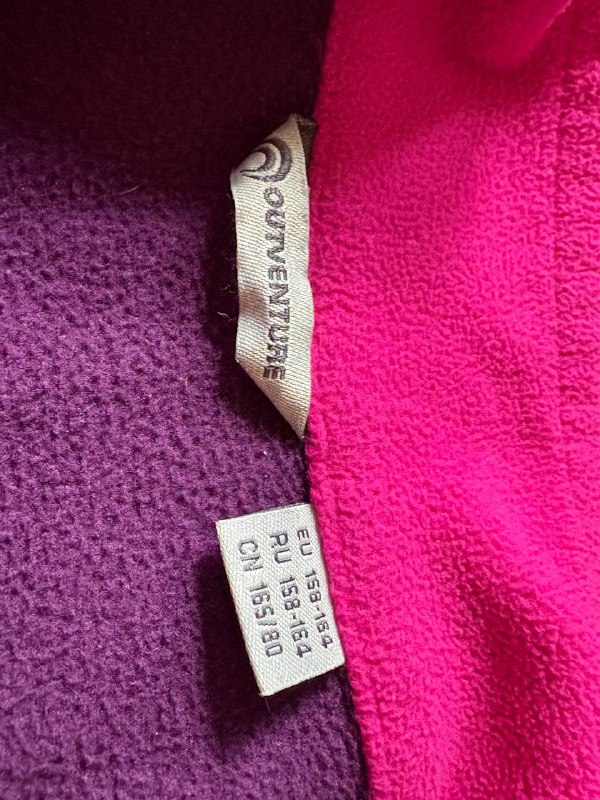 OUTVENTURE
EU 158-164
RU 158-164
CN 165/80